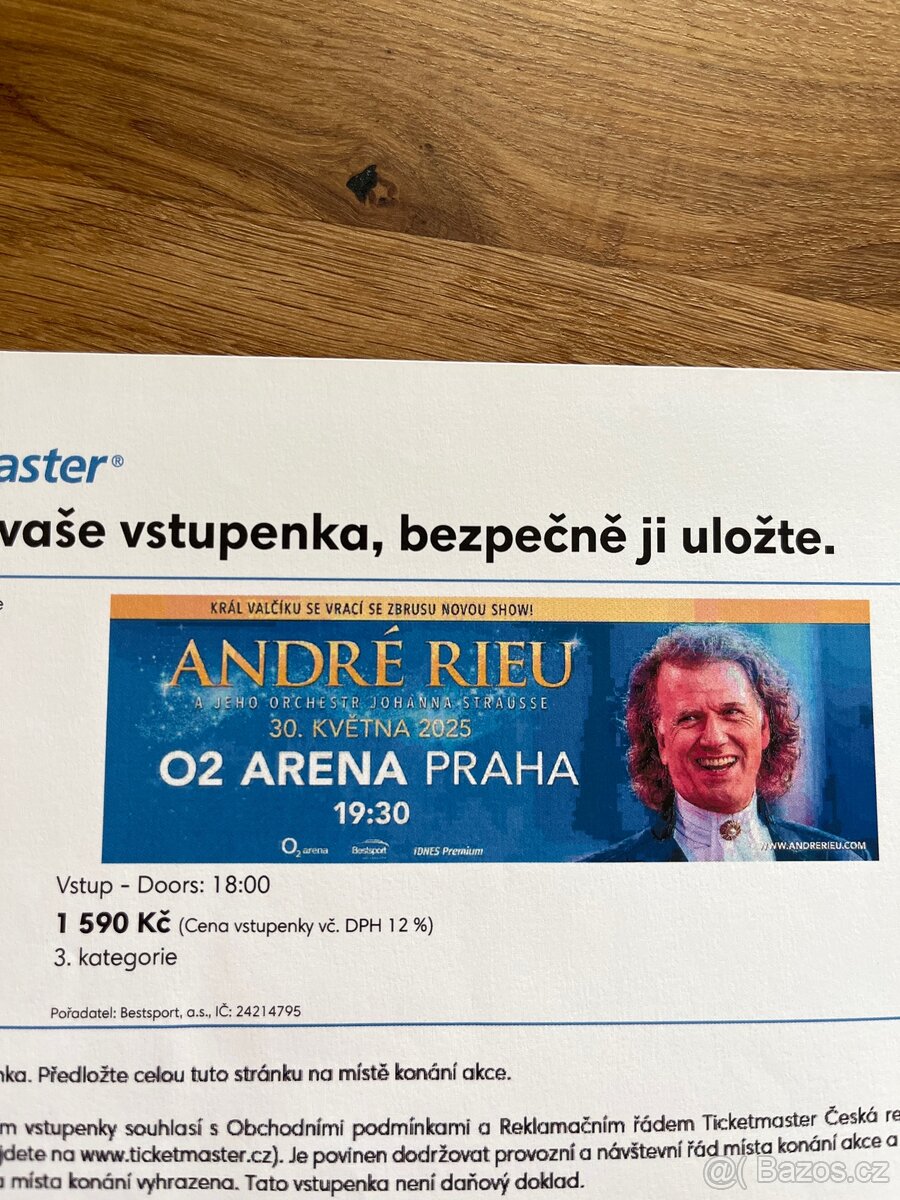 aster®
vaše vstupenka, bezpečně ji uložte.
e
KRÁL VALČÍKU SE VRACÍ SE ZBRUSU NOVOU SHOW!
ANDRÉ RIEU
A JEHO ORCHESTR JOHANNA STRAUSSE
30. KVĚTNA 2025
O2 ARENA PRAHA
19:30
O2 arena Bestsport iDNES Premium
WWW.ANDRERIEU.COM
Vstup - Doors: 18:00
1 590 Kč (Cena vstupenky vč. DPH 12 %)
3. kategorie
Pořadatel: Bestsport, a.s., IČ: 24214795
nka. Předložte celou tuto stránku na místě konání akce.
m vstupenky souhlasí s Obchodními podmínkami a Reklamačním řádem Ticketmaster Česká re
jdete na www.ticketmaster.cz). Je povinen dodržovat provozní a návštevní řád místa konání akce a
a místa konání vyhrazena. Tato vstupenka není daňový doklad.
@ Bazos.cz